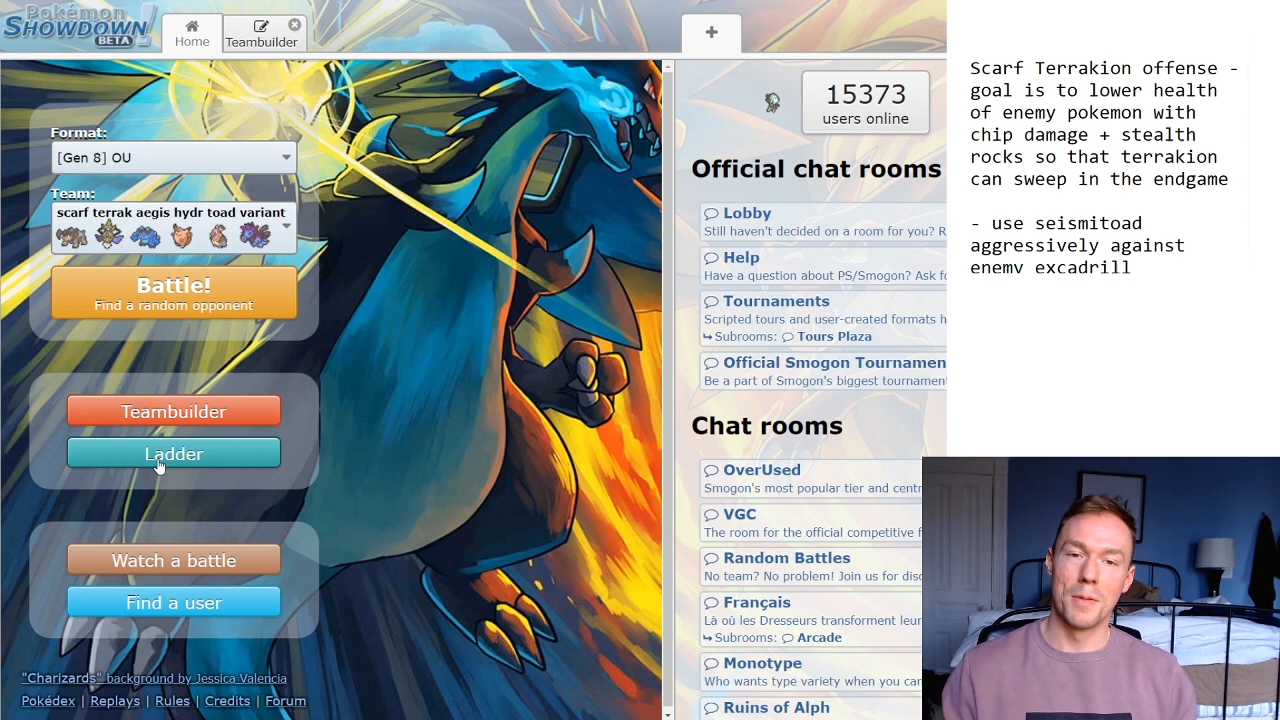 Pokémon
SHOWDOWN!
BETA
Home
Teambuilder
+
Format:
[Gen 8] OU
Team:
scarf terrak aegis hydr toad variant
Battle!
Find a random opponent
Teambuilder
Ladder
Watch a battle
Find a user
"Charizards" background by Jessica Valencia
Pokédex | Replays | Rules | Credits | Forum
15373
users online
Official chat rooms
Lobby
Still haven't decided on a room for you? R
Help
Have a question about PS/Smogon? Ask fo
Tournaments
Scripted tours and user-created formats h
↳ Subrooms: Tours Plaza
Official Smogon Tournamen
Be a part of Smogon's biggest tournament
Chat rooms
OverUsed
Smogon's most popular tier and centr
VGC
The room for the official competitive f
Random Battles
No team? No problem! Join us for disc
Français
Là où les Dresseurs transforment leur
↳ Subrooms: Arcade
Monotype
Who wants type variety when you can
Ruins of Alph
Scarf Terrakion offense -
goal is to lower health
of enemy pokemon with
chip damage + stealth
rocks so that terrakion
can sweep in the endgame
- use seismitoad
aggressively against
enemy excadrill